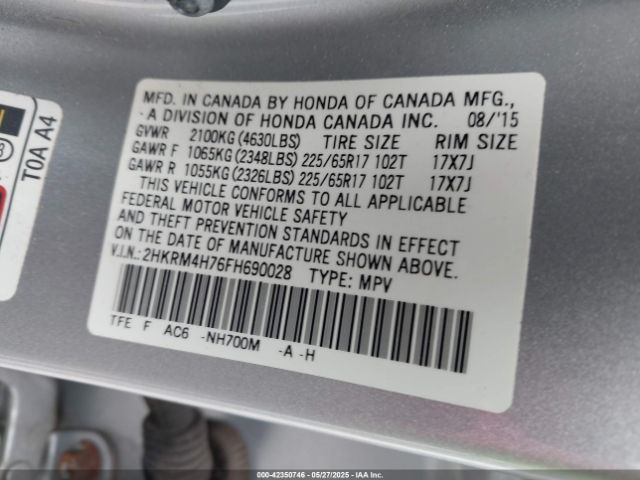 MFD. IN CANADA BY HONDA OF CANADA MFG.,
-A DIVISION OF HONDA CANADA INC. 08/'15
GVWR 2100KG (4630LBS) TIRE SIZE RIM SIZE
GAWR F 1065KG (2348LBS) 225/65R17 102T 17X7J
GAWR R 1055KG (2326LBS) 225/65R17 102T 17X7J
THIS VEHICLE CONFORMS TO ALL APPLICABLE
FEDERAL MOTOR VEHICLE SAFETY
AND THEFT PREVENTION STANDARDS IN EFFECT
ON THE DATE OF MANUFACTURE SHOWN ABOVE.
V.I.N.: 2HKRM4H76FH690028 TYPE: MPV
TFE F AC6 -NH700M -A -H
T0A A4
000-42350746 - 05/27/2025 - IAA Inc.